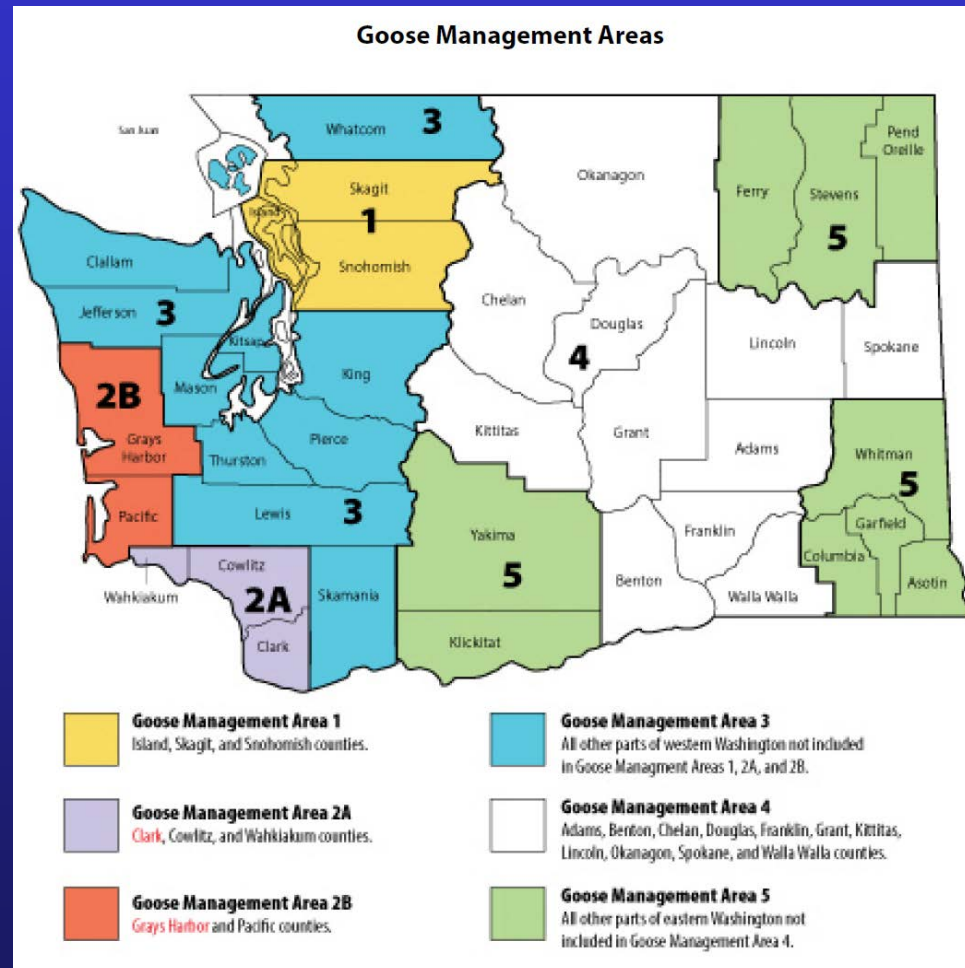 Goose Management Areas
San Juan
Whatcom
3
Skagit
Island
1
Snohomish
Okanagon
Ferry
Stevens
Pend
Oreille
5
Clallam
Jefferson
3
Kitsap
Mason
King
Chelan
Douglas
4
Lincoln
Spokane
2B
Grays
Harbor
Thurston
Pierce
Kittitas
Grant
Adams
Whitman
5
Pacific
Lewis
3
Yakima
5
Franklin
Garfield
Columbia
Asotin
Wahkiakum
Cowlitz
2A
Clark
Skamania
Klickitat
Benton
Walla Walla
Goose Management Area 1
Island, Skagit, and Snohomish counties.
Goose Management Area 2A
Clark, Cowlitz, and Wahkiakum counties.
Goose Management Area 2B
Grays Harbor and Pacific counties.
Goose Management Area 3
All other parts of western Washington not included
in Goose Managment Areas 1, 2A, and 2B.
Goose Management Area 4
Adams, Benton, Chelan, Douglas, Franklin, Grant, Kittitas,
Lincoln, Okanagon, Spokane, and Walla Walla counties.
Goose Management Area 5
All other parts of eastern Washington not
included in Goose Management Area 4.